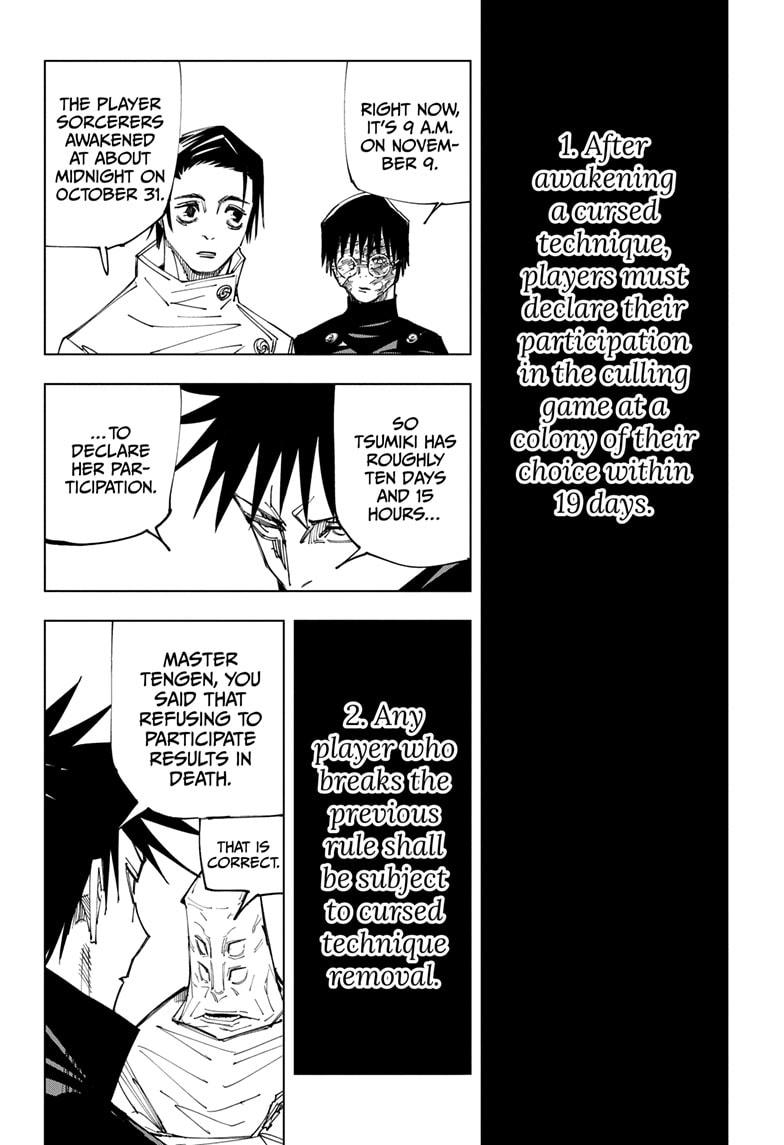 1. After
awakening
a cursed
technique,
players must
declare their
participation
in the culling
game at a
colony of their
choice within
19 days.
RIGHT NOW,
IT'S 9 A.M.
ON NOVEM-
BER 9.
THE PLAYER
SORCERERS
AWAKENED
AT ABOUT
MIDNIGHT ON
OCTOBER 31.
SO
TSUMIKI HAS
ROUGHLY
TEN DAYS
AND 15
HOURS...
...TO
DECLARE
HER PAR-
TICIPATION.
2. Any
player who
breaks the
previous
rule shall
be subject
to cursed
technique
removal.
MASTER
TENGEN, YOU
SAID THAT
REFUSING TO
PARTICIPATE
RESULTS IN
DEATH.
THAT IS
CORRECT.